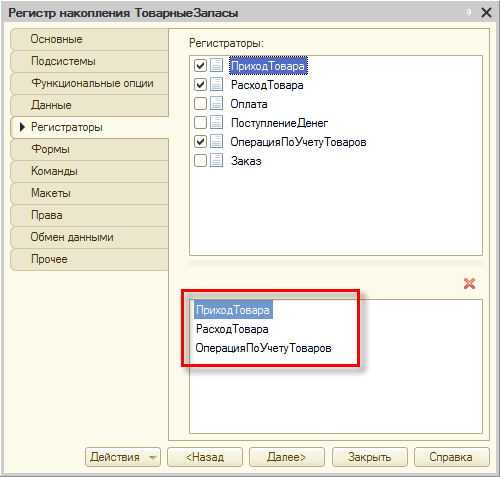 Регистр накопления ТоварныеЗапасы
Основные
Подсистемы
Функциональные опции
Данные
Регистраторы
Формы
Команды
Макеты
Права
Обмен данными
Прочее
Регистраторы:
ПриходТовара
РасходТовара
Оплата
ПоступлениеДенег
ОперацияПоУчетуТоваров
Заказ
ПриходТовара
РасходТовара
ОперацияПоУчетуТоваров
Действия
<Назад
Далее>
Закрыть
Справка